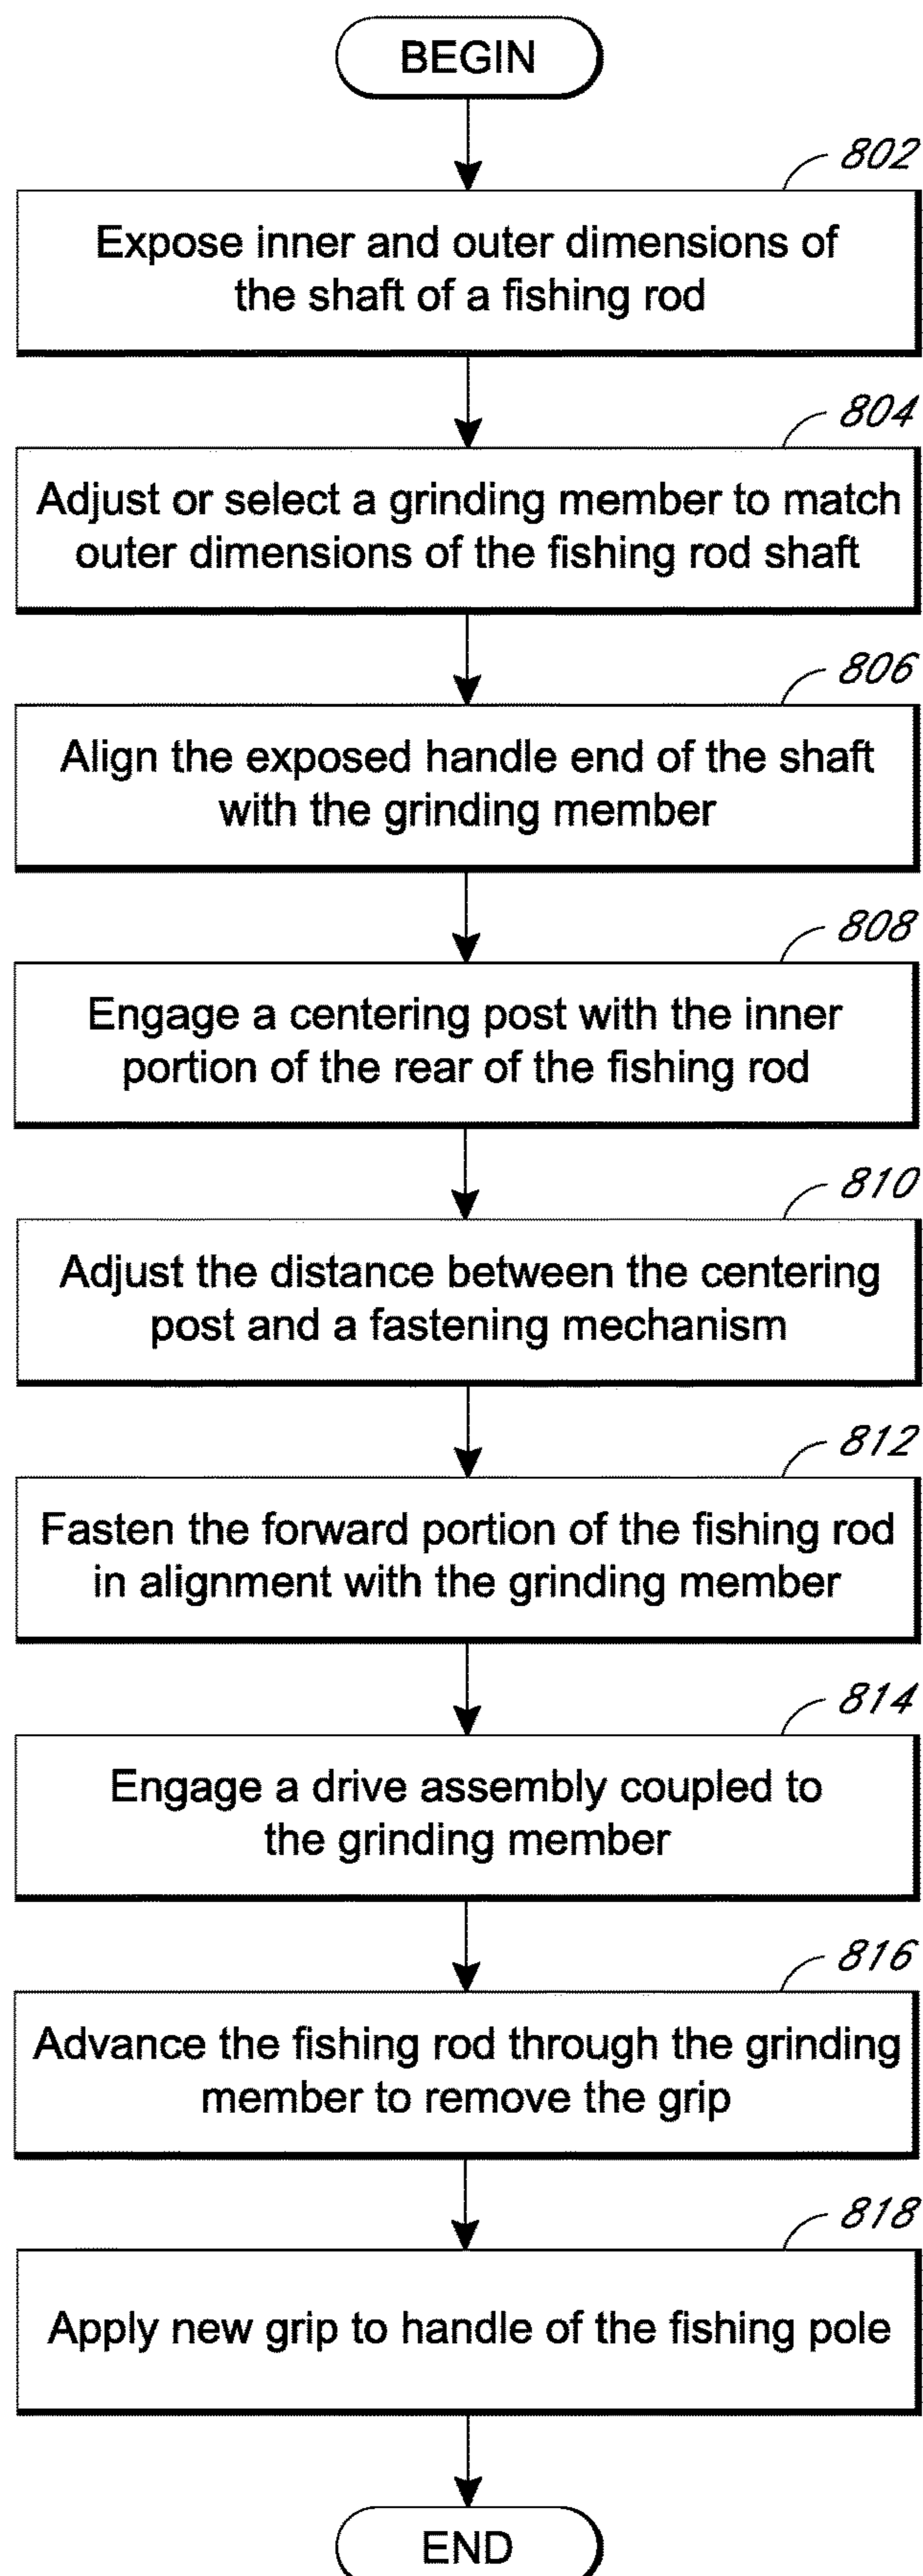 BEGIN
802
Expose inner and outer dimensions of
the shaft of a fishing rod
804
Adjust or select a grinding member to match
outer dimensions of the fishing rod shaft
806
Align the exposed handle end of the shaft
with the grinding member
808
Engage a centering post with the inner
portion of the rear of the fishing rod
810
Adjust the distance between the centering
post and a fastening mechanism
812
Fasten the forward portion of the fishing rod
in alignment with the grinding member
814
Engage a drive assembly coupled to
the grinding member
816
Advance the fishing rod through the grinding
member to remove the grip
818
Apply new grip to handle of the fishing pole
END